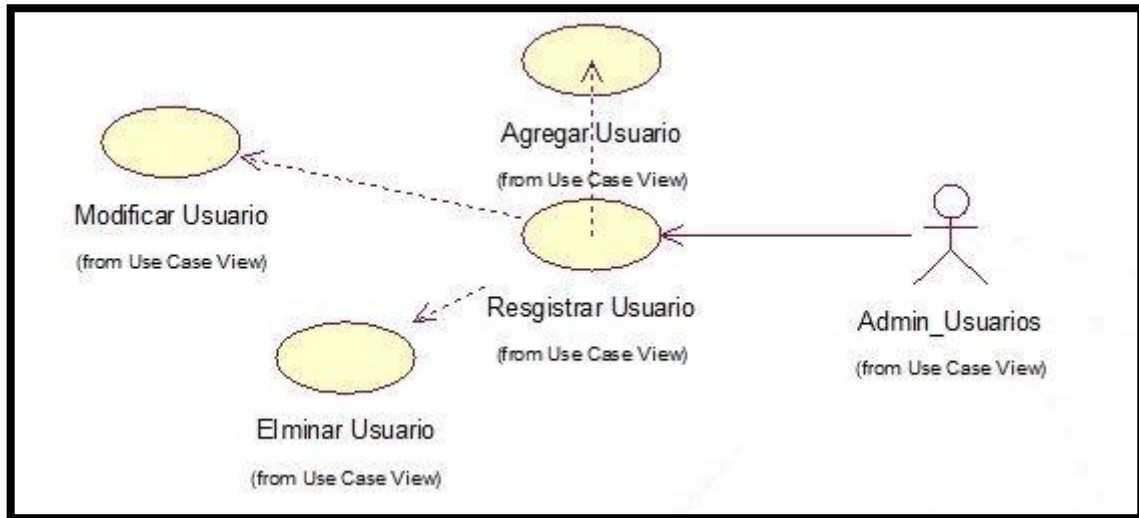 Agregar Usuario
(from Use Case View)
Modificar Usuario
(from Use Case View)
Resgistrar Usuario
(from Use Case View)
Admin_Usuarios
(from Use Case View)
Elminar Usuario
(from Use Case View)